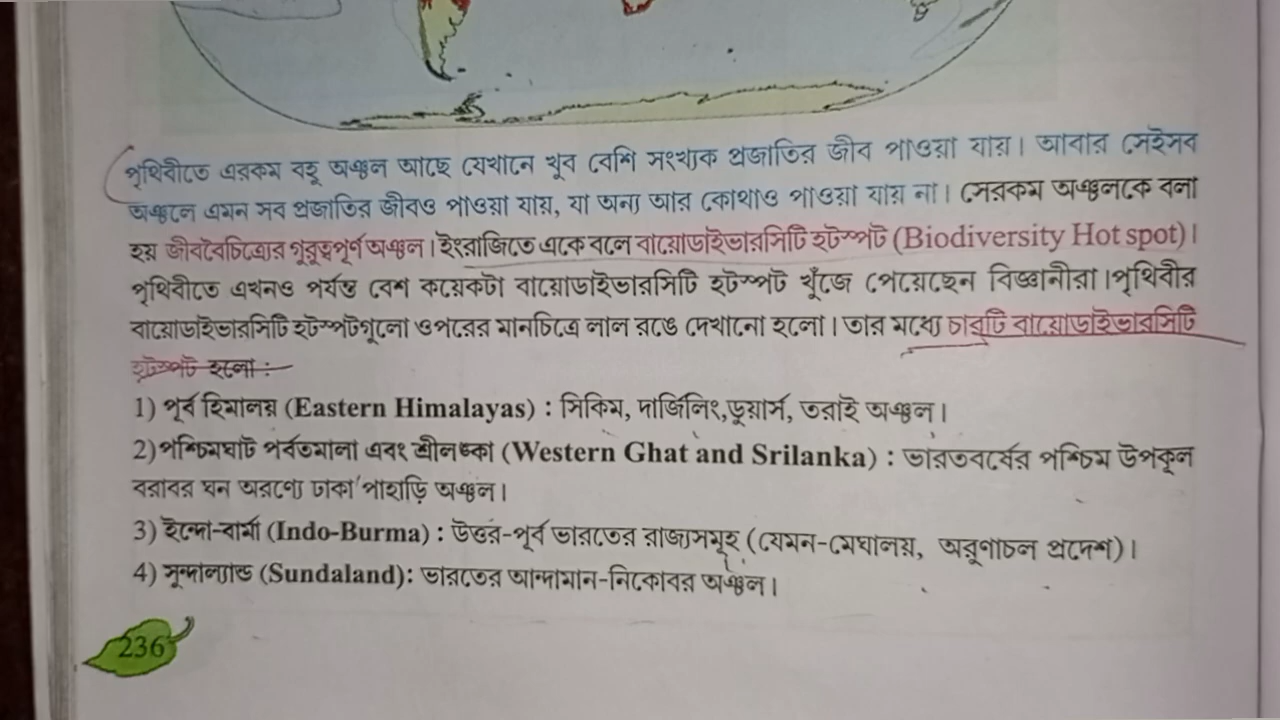 পৃথিবীতে এরকম বহু অঞ্চল আছে যেখানে খুব বেশি সংখ্যক প্রজাতির জীব পাওয়া যায়। আবার সেইসব
অঞ্চলে এমন সব প্রজাতির জীবও পাওয়া যায়, যা অন্য আর কোথাও পাওয়া যায় না। সেরকম অঞ্চলকে বলা
হয় জীববৈচিত্র্যের গুরুত্বপূর্ণ অঞ্চল। ইংরাজিতে একে বলে বায়োডাইভারসিটি হটস্পট (Biodiversity Hot spot)।
পৃথিবীতে এখনও পর্যন্ত বেশ কয়েকটা বায়োডাইভারসিটি হটস্পট খুঁজে পেয়েছেন বিজ্ঞানীরা।পৃথিবীর
বায়োডাইভারসিটি হটস্পটগুলো ওপরের মানচিত্রে লাল রঙে দেখানো হলো। তার মধ্যে চারটি বায়োডাইভারসিটি
হটস্পট হলো :-
1) পূর্ব হিমালয় (Eastern Himalayas) : সিকিম, দার্জিলিং,ডুয়ার্স, তরাই অঞ্চল।
2)পশ্চিমঘাট পর্বতমালা এবং শ্রীলঙ্কা (Western Ghat and Srilanka) : ভারতবর্ষের পশ্চিম উপকূল
বরাবর ঘন অরণ্যে ঢাকা পাহাড়ি অঞ্চল।
3) ইন্দো-বার্মা (Indo-Burma) : উত্তর-পূর্ব ভারতের রাজ্যসমূহ (যেমন-মেঘালয়, অরুণাচল প্রদেশ)।
4) সুন্দাল্যান্ড (Sundaland): ভারতের আন্দামান-নিকোবর অঞ্চল।
236